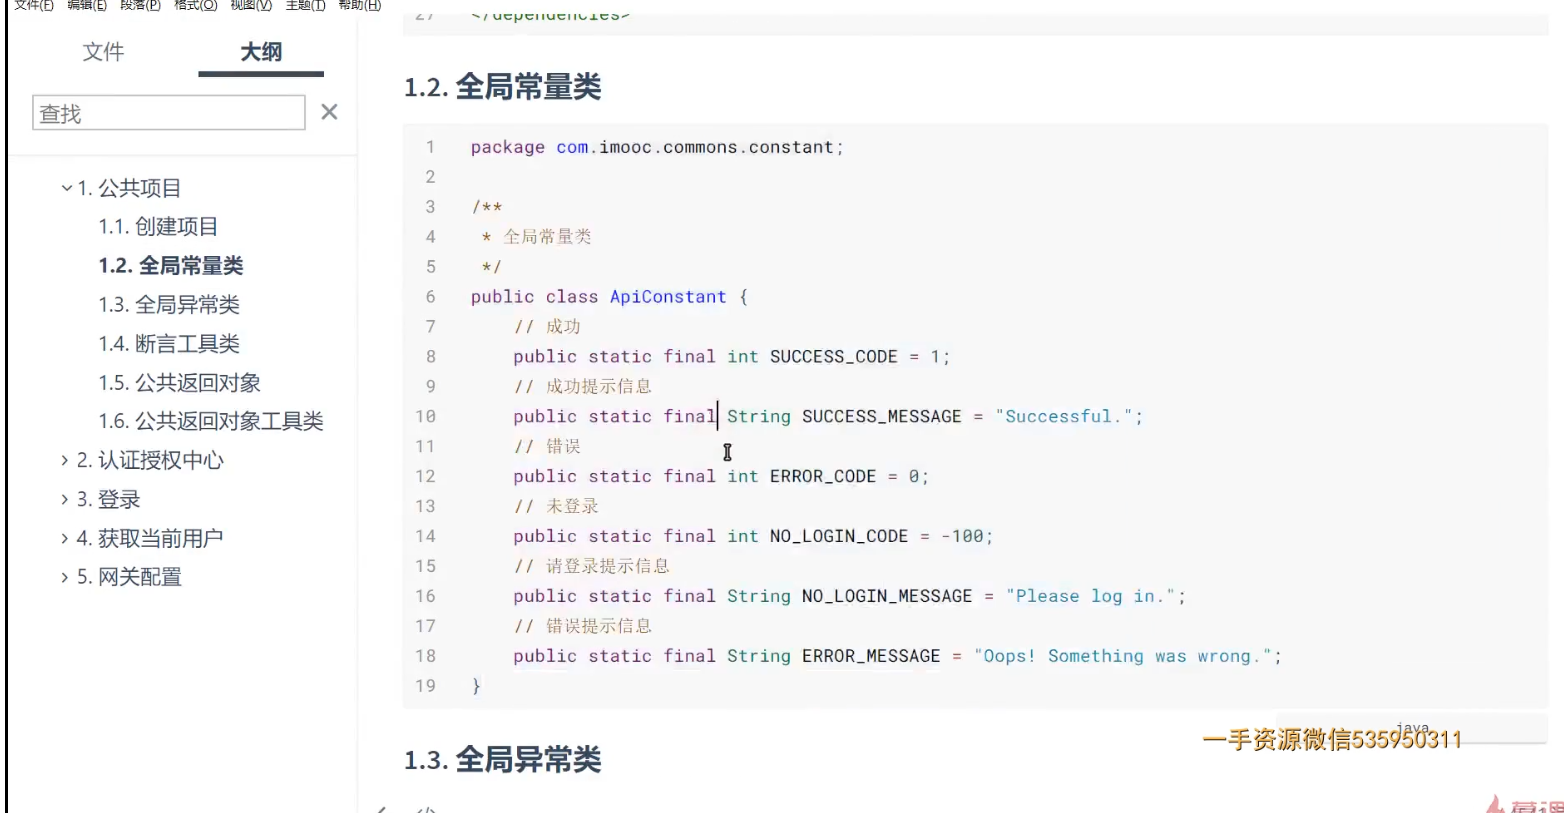 文件(F) 编辑(E) 段落(P) 格式(O) 视图(V) 主题(T) 帮助(H)
文件 大纲
查找
1. 公共项目
1.1. 创建项目
1.2. 全局常量类
1.3. 全局异常类
1.4. 断言工具类
1.5. 公共返回对象
1.6. 公共返回对象工具类
2. 认证授权中心
3. 登录
4. 获取当前用户
5. 网关配置
27 </dependencies>
1.2. 全局常量类
1 package com.imooc.commons.constant;
2
3 /**
4 * 全局常量类
5 */
6 public class ApiConstant {
7 // 成功
8 public static final int SUCCESS_CODE = 1;
9 // 成功提示信息
10 public static final String SUCCESS_MESSAGE = "Successful.";
11 // 错误
12 public static final int ERROR_CODE = 0;
13 // 未登录
14 public static final int NO_LOGIN_CODE = -100;
15 // 请登录提示信息
16 public static final String NO_LOGIN_MESSAGE = "Please log in.";
17 // 错误提示信息
18 public static final String ERROR_MESSAGE = "Oops! Something was wrong.";
19 }
java
一手资源微信535950311
1.3. 全局异常类